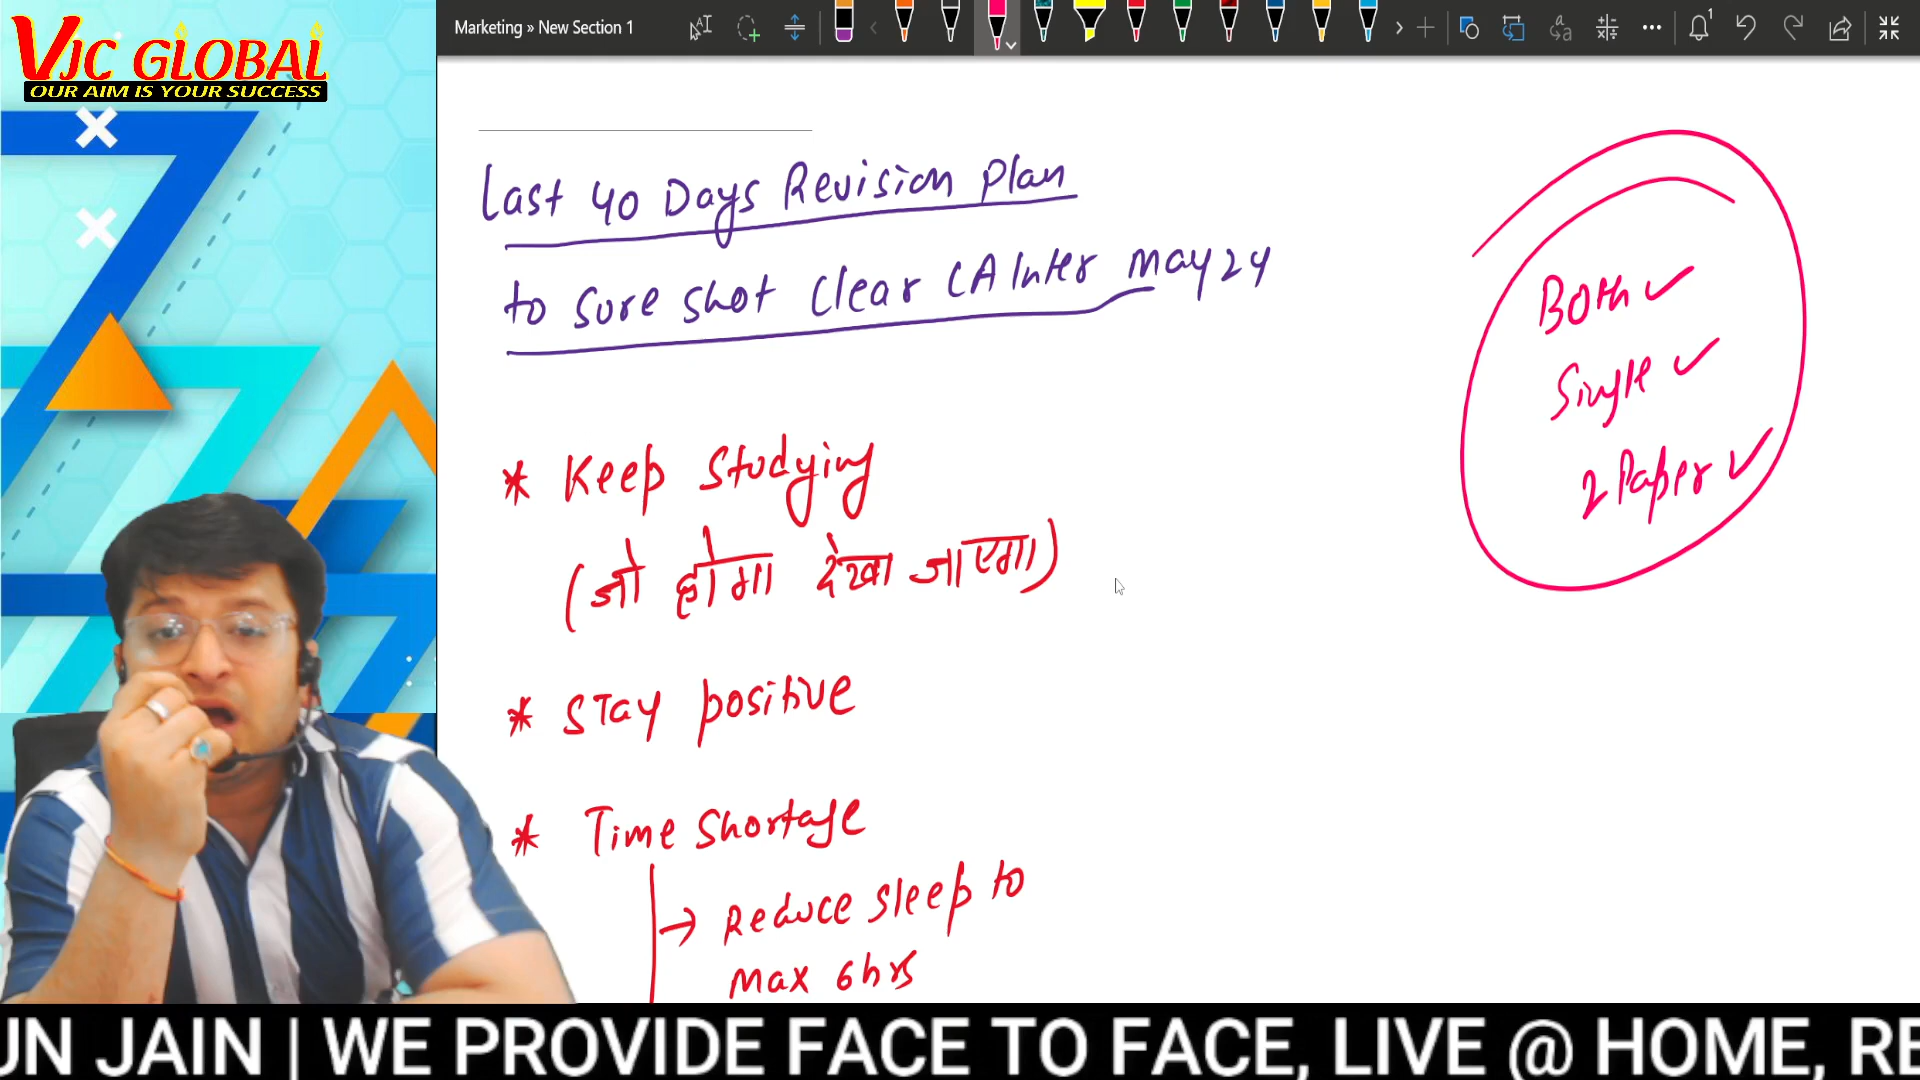 VJC GLOBAL
OUR AIM IS YOUR SUCCESS
Marketing » New Section 1
Last 40 Days Revision Plan
to sure shot Clear CA Inter may 24
Both ✓
Single ✓
2 Paper ✓
* Keep Studying
(जो होगा देखा जाएगा)
* Stay positive
* Time Shortage
→ Reduce sleep to
max 6 hrs
UN JAIN | WE PROVIDE FACE TO FACE, LIVE @ HOME, RE